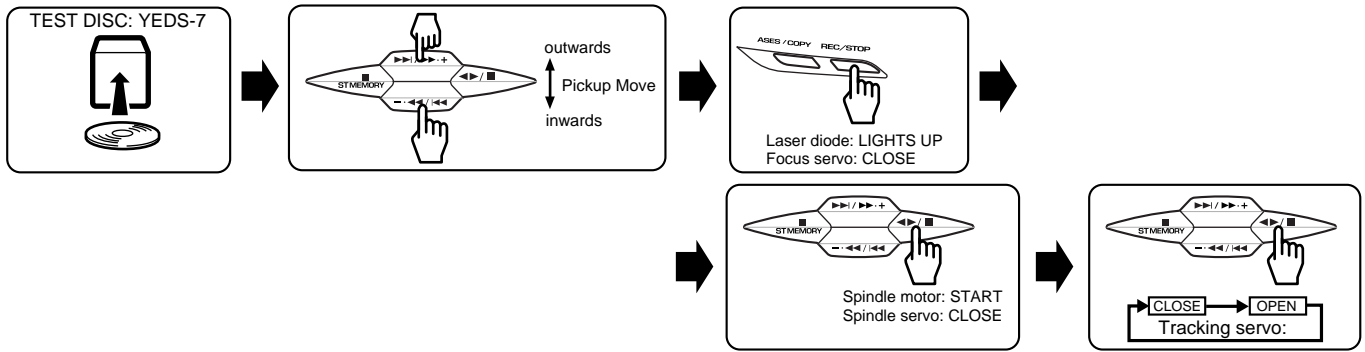 TEST DISC: YEDS-7
▶▶|/▶▶·+
■
ST MEMORY
◀▶/■
−·◀◀/|◀◀
outwards
Pickup Move
inwards
ASES / COPY REC/STOP
Laser diode: LIGHTS UP
Focus servo: CLOSE
▶▶|/▶▶·+
■
ST MEMORY
◀▶/■
−·◀◀/|◀◀
Spindle motor: START
Spindle servo: CLOSE
▶▶|/▶▶·+
■
ST MEMORY
◀▶/■
−·◀◀/|◀◀
CLOSE OPEN
Tracking servo: